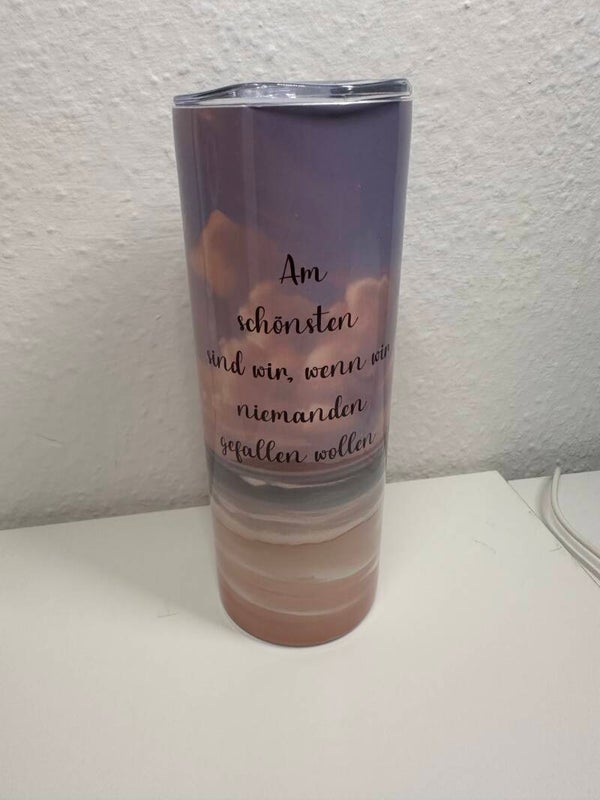 Am
schönsten
sind wir, wenn wir
niemanden
gefallen wollen